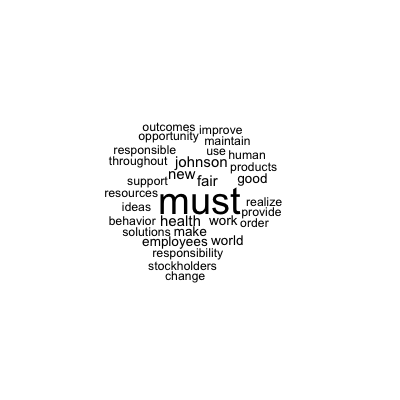 outcomes improve
opportunity maintain
responsible use human
throughout johnson products
new fair good
support
resources must realize
ideas provide
behavior health work order
solutions make
employees world
responsibility
stockholders
change